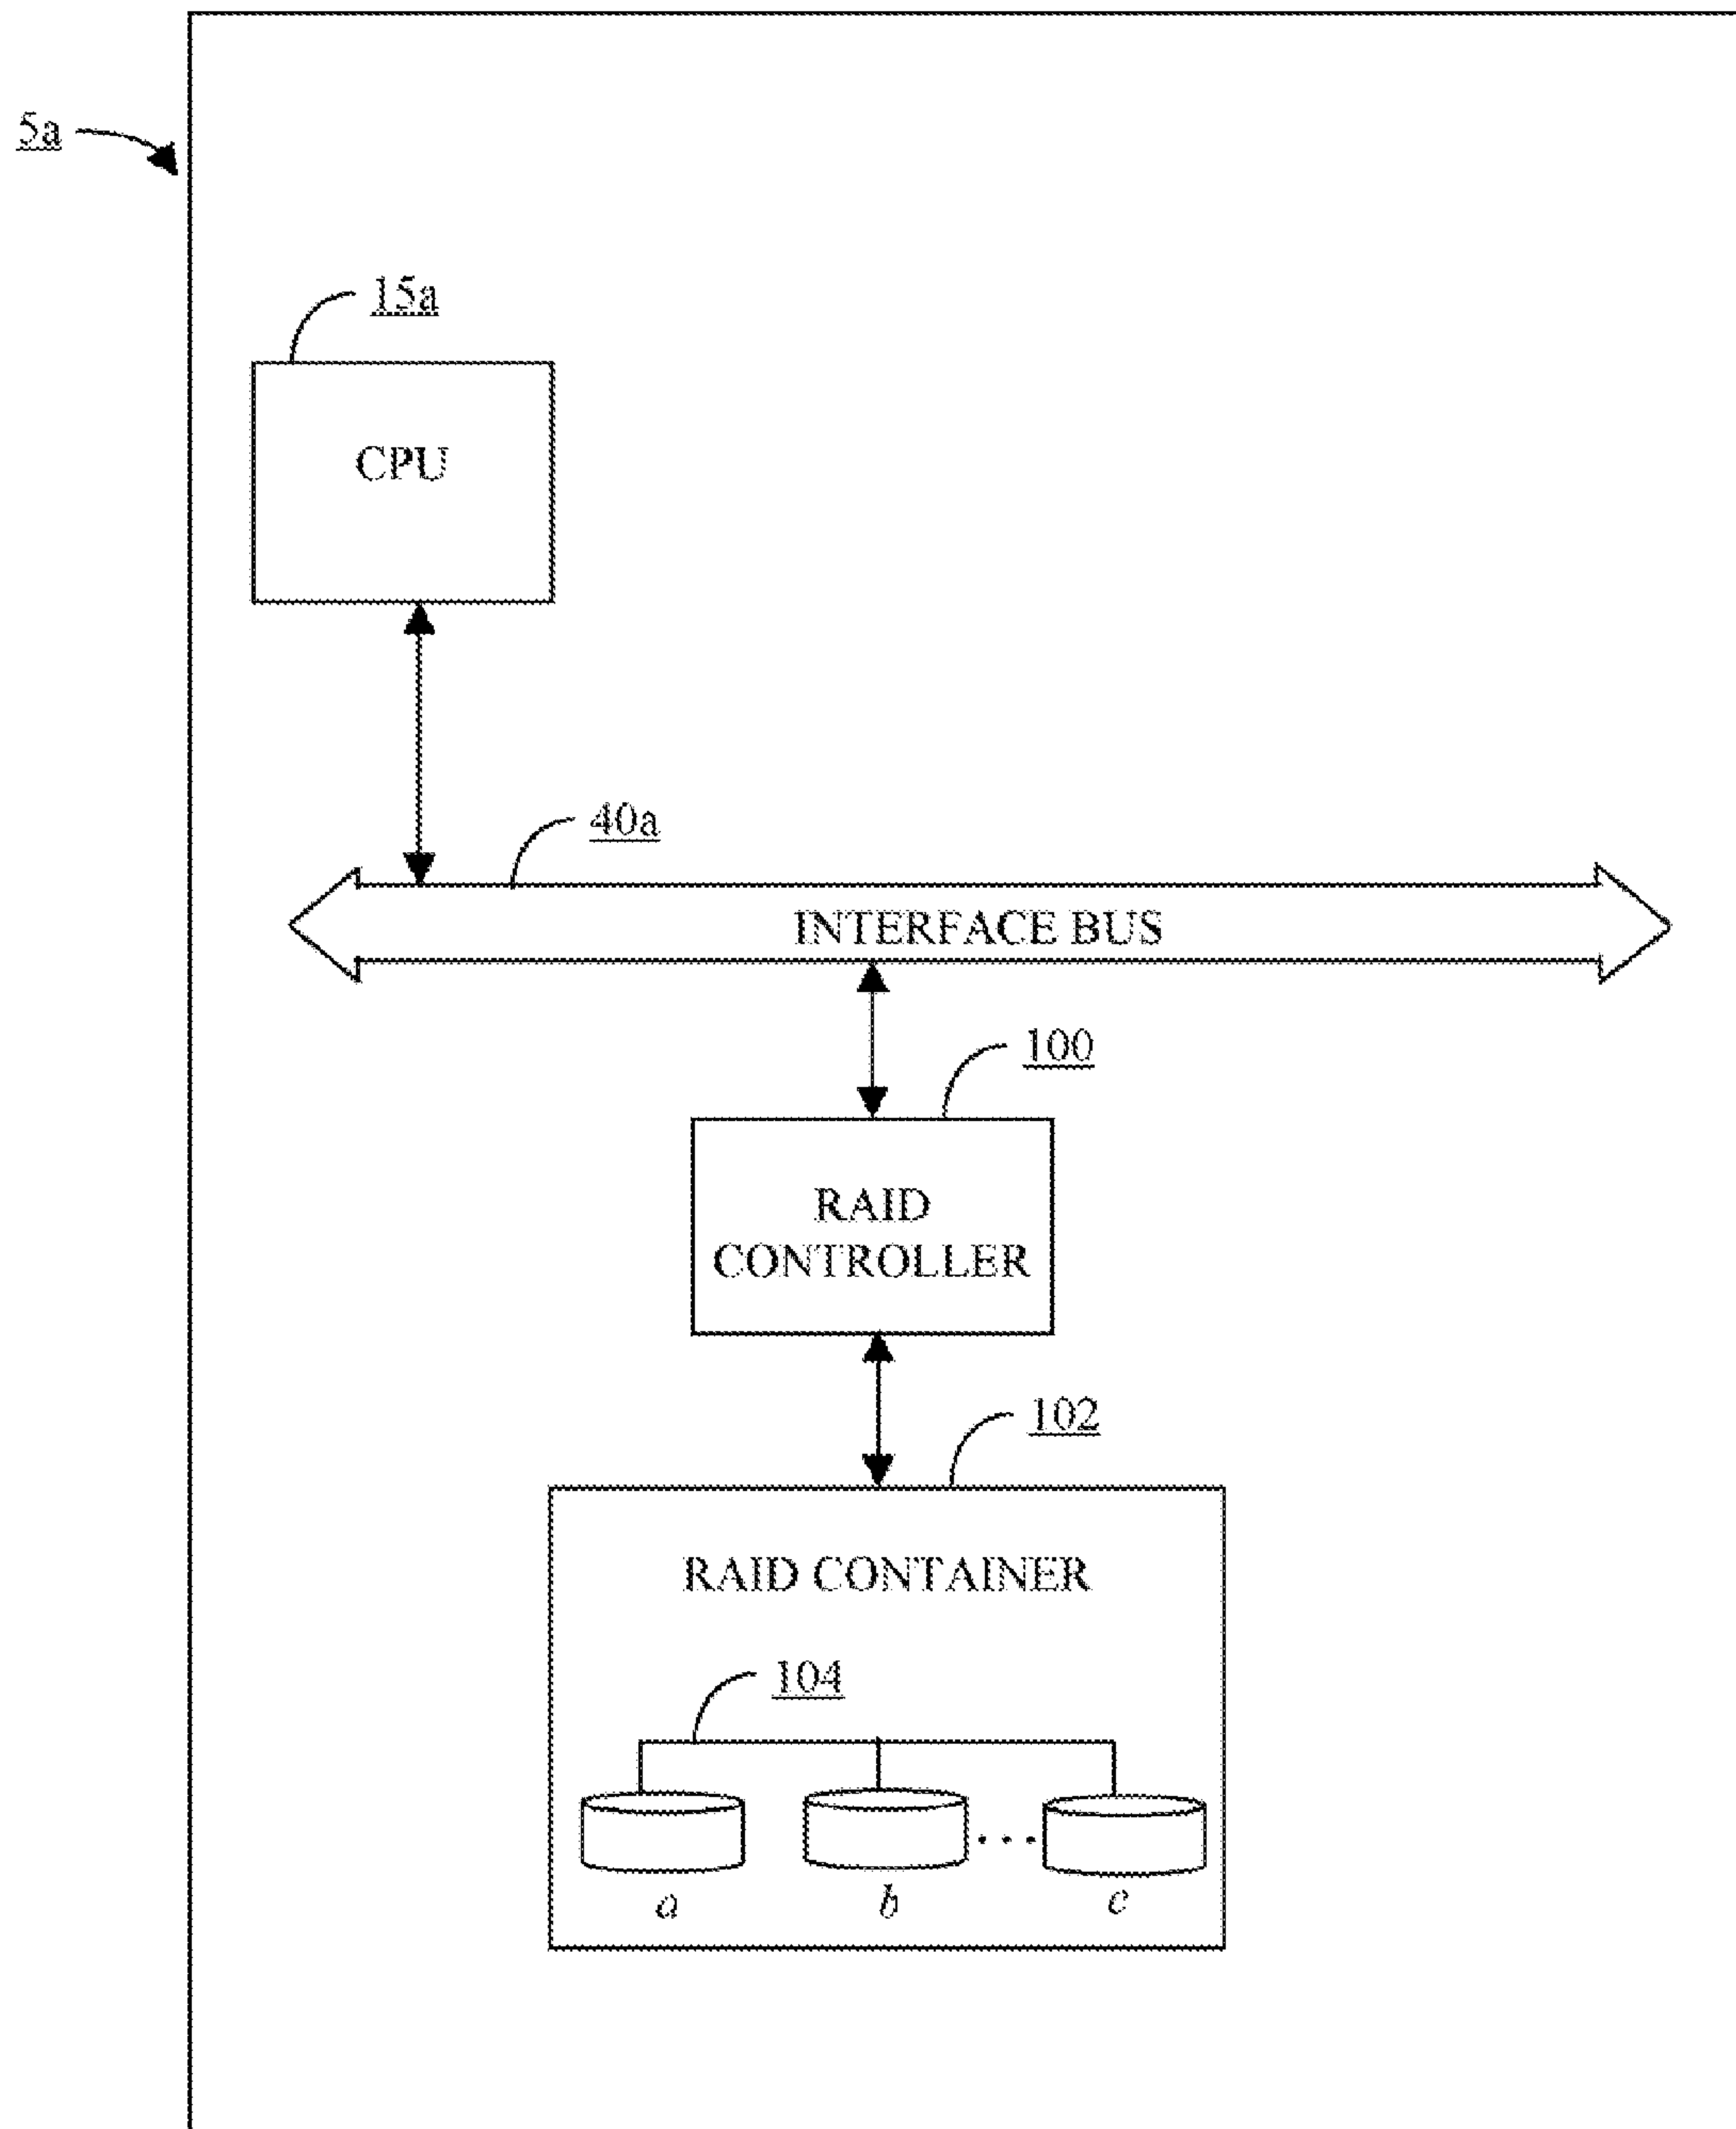 5a
15a
CPU
40a
INTERFACE BUS
100
RAID
CONTROLLER
102
RAID CONTAINER
104
...
a
b
c